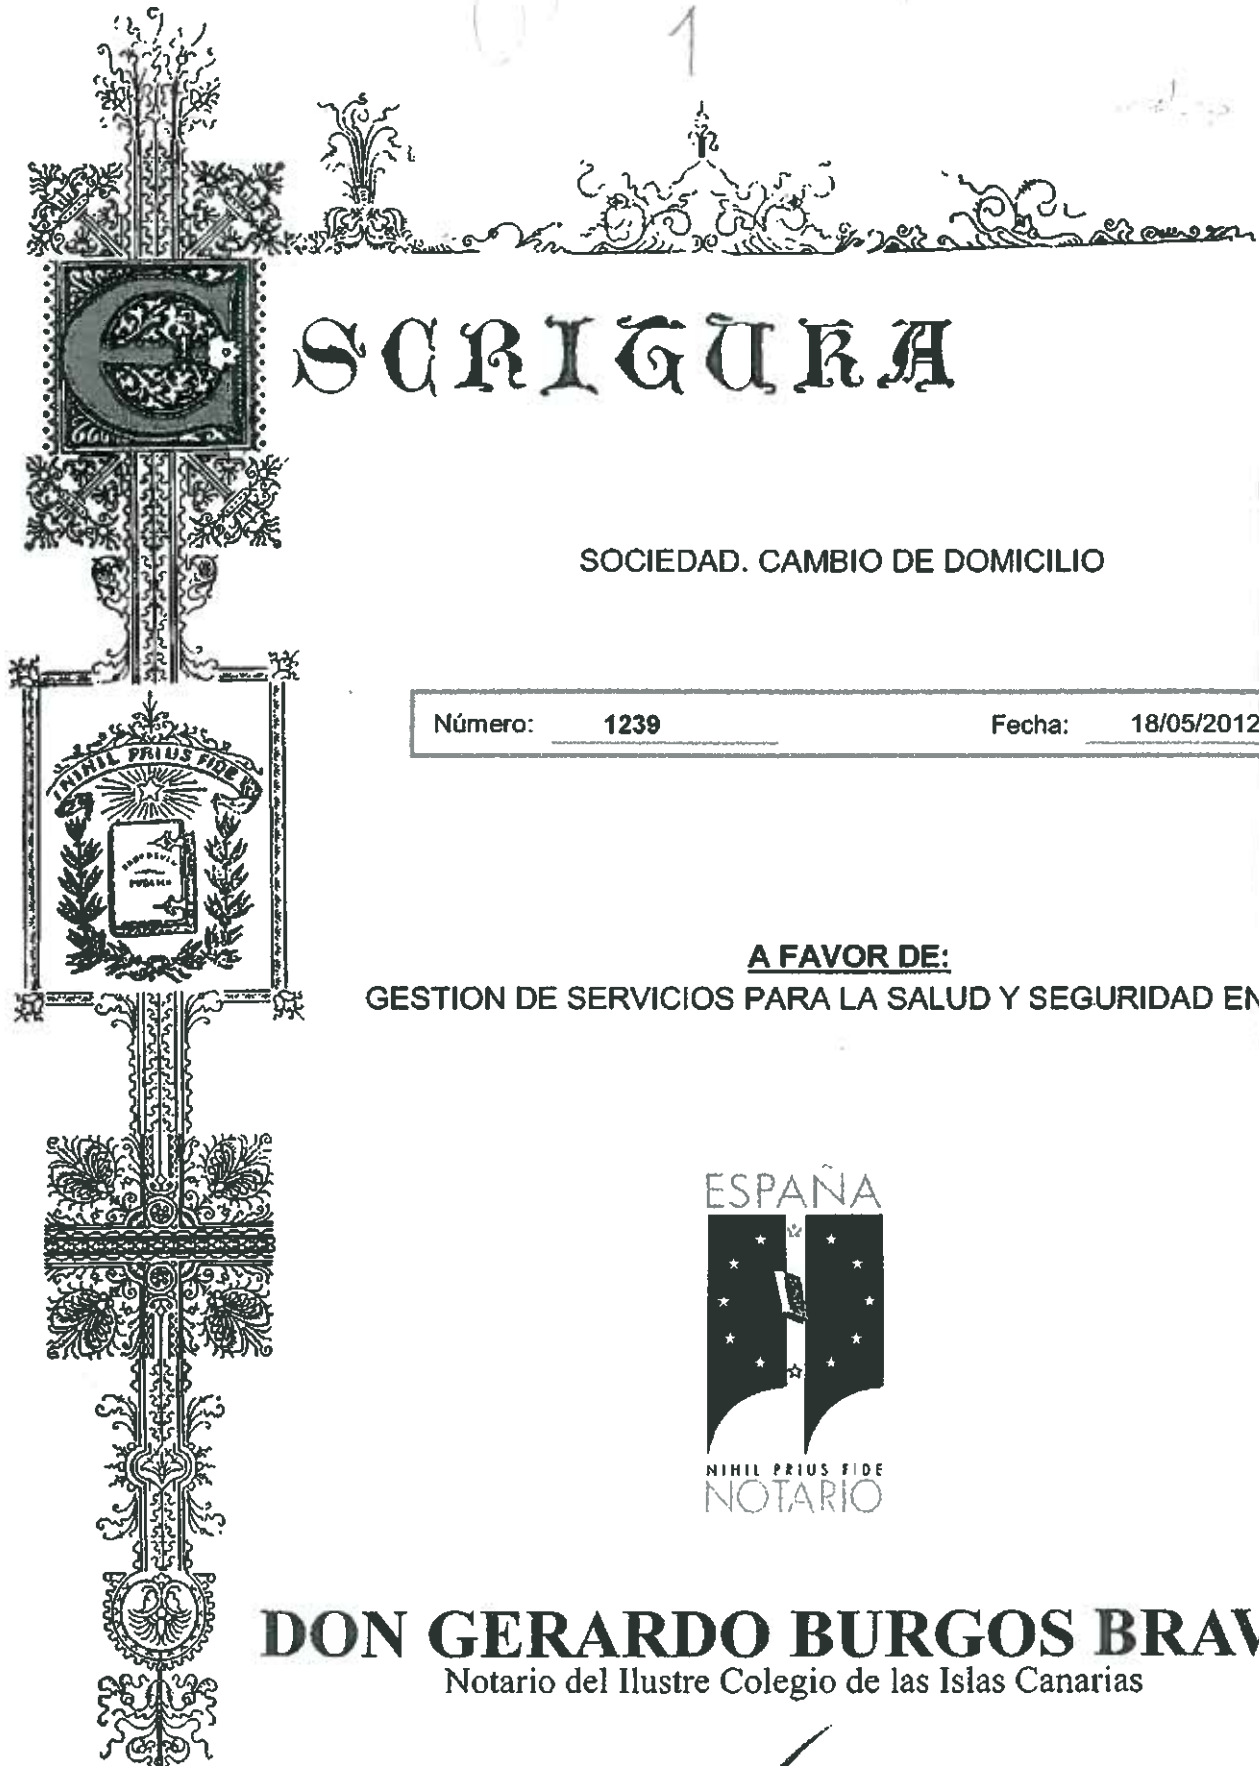 1
ESCRITURA
SOCIEDAD. CAMBIO DE DOMICILIO
Número: 1239 Fecha: 18/05/2012
NIHIL PRIUS FIDE
A FAVOR DE:
GESTION DE SERVICIOS PARA LA SALUD Y SEGURIDAD EN
ESPAÑA
NIHIL PRIUS FIDE
NOTARIO
DON GERARDO BURGOS BRAV
Notario del Ilustre Colegio de las Islas Canarias